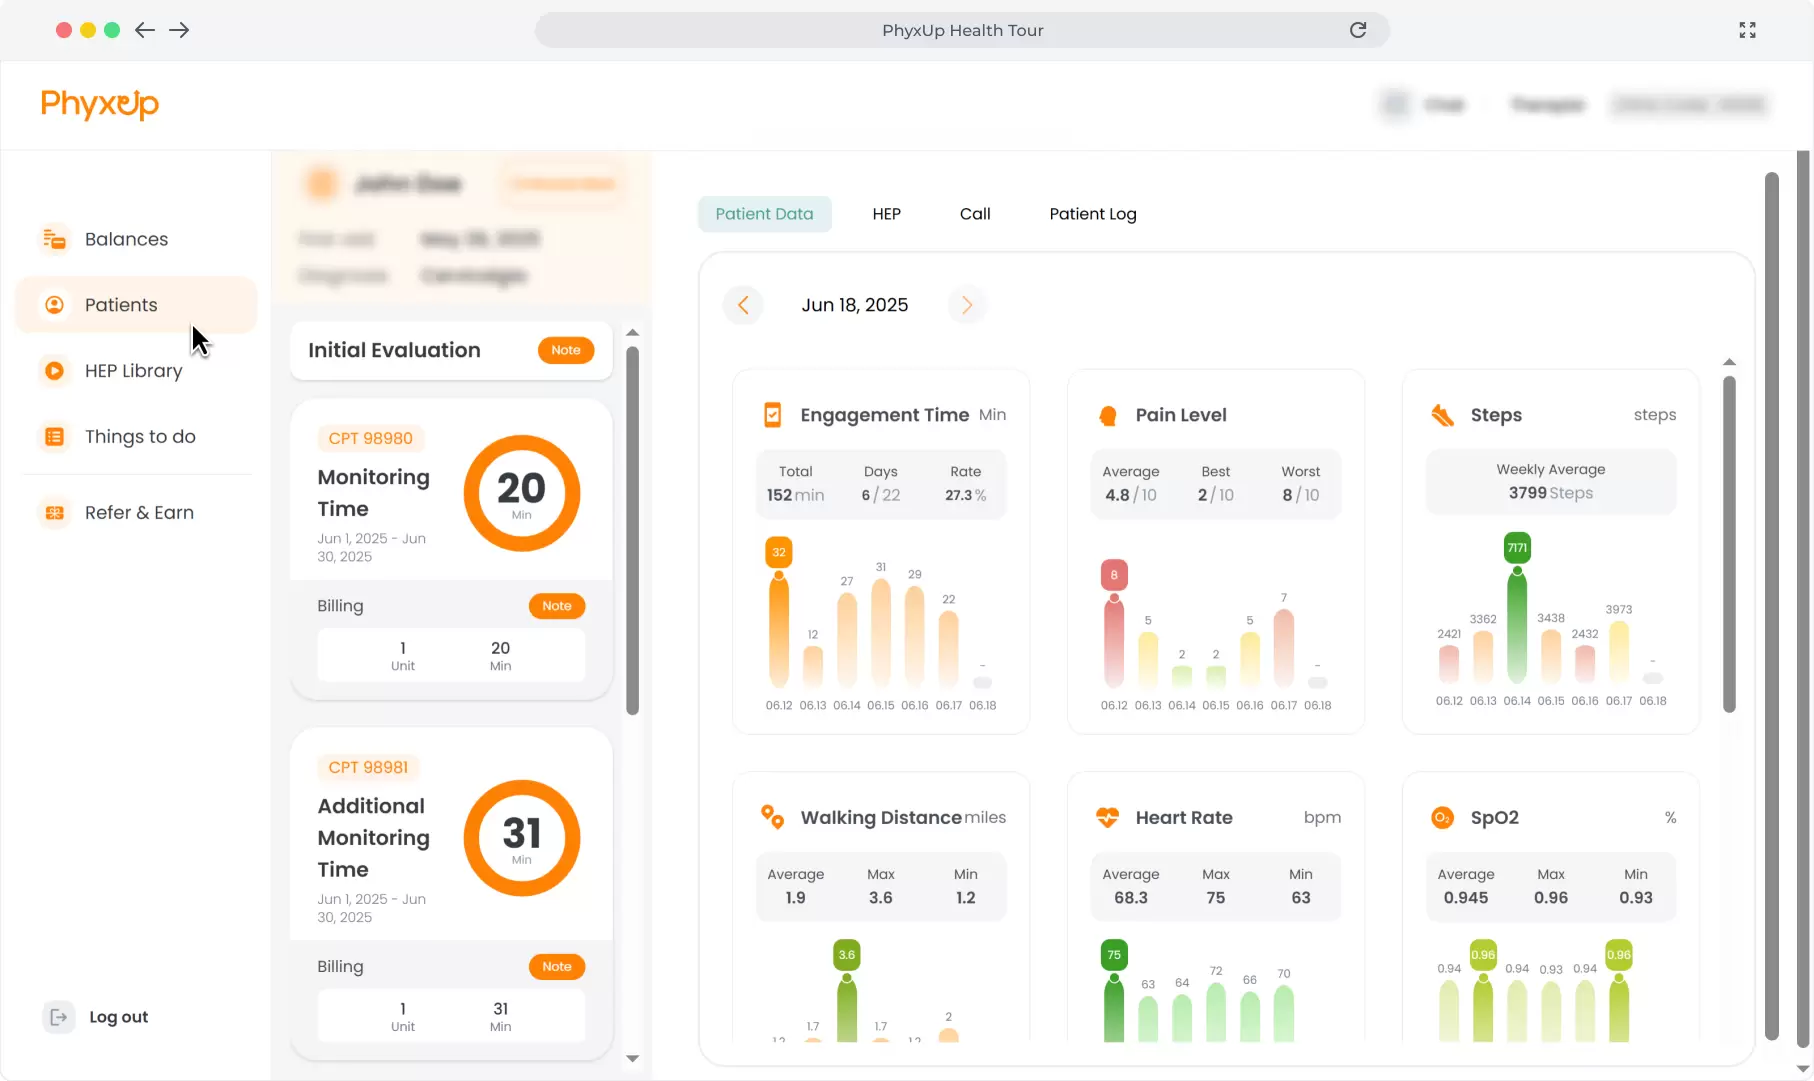 PhyxUp Health Tour
PhyxUp
Balances
Patients
HEP Library
Things to do
Refer & Earn
Log out
John Doe
May 28, 2025
Diagnosis
Cervicalgia
Initial Evaluation
Note
CPT 98980
Monitoring
Time
Jun 1, 2025 - Jun
30, 2025
20
Min
Billing
Note
1
20
Unit
Min
CPT 98981
Additional
Monitoring
Time
Jun 1, 2025 - Jun
30, 2025
31
Min
Billing
Note
1
31
Unit
Min
Patient Data
HEP
Call
Patient Log
Jun 18, 2025
Engagement Time Min
Total Days Rate
152 min 6 / 22 27.3 %
32 12 27 31 29 22 -
06.12 06.13 06.14 06.15 06.16 06.17 06.18
Pain Level
Average Best Worst
4.8 / 10 2 / 10 8 / 10
8 5 2 2 5 7 -
06.12 06.13 06.14 06.15 06.16 06.17 06.18
Steps steps
Weekly Average
3799 Steps
2421 3362 7171 3438 2432 3973 -
06.12 06.13 06.14 06.15 06.16 06.17 06.18
Walking Distance miles
Average Max Min
1.9 3.6 1.2
1.2 1.7 3.6 1.7 1.2 2
Heart Rate bpm
Average Max Min
68.3 75 63
75 63 64 72 66 70
SpO2 %
Average Max Min
0.945 0.96 0.93
0.94 0.96 0.94 0.93 0.94 0.96